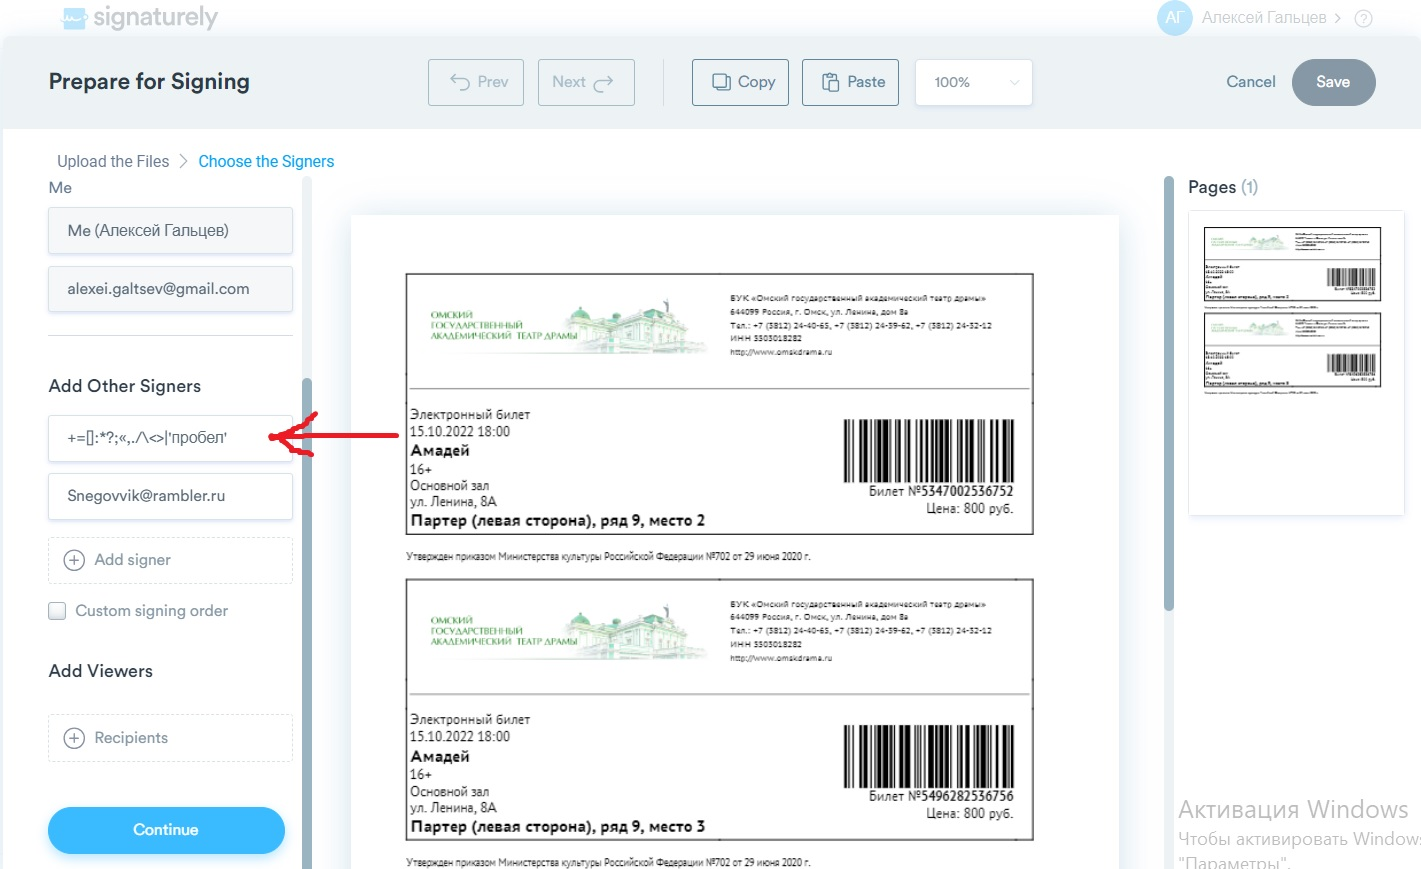 signaturely
АГ Алексей Гальцев
Prepare for Signing
Prev
Next
Copy
Paste
100%
Cancel
Save
Upload the Files
Choose the Signers
Me
Me (Алексей Гальцев)
alexei.galtsev@gmail.com
Add Other Signers
+=[]:*?;«,./\<>|'пробел'
Snegovvik@rambler.ru
Add signer
Custom signing order
Add Viewers
Recipients
Continue
ОМСКИЙ
ГОСУДАРСТВЕННЫЙ
АКАДЕМИЧЕСКИЙ ТЕАТР ДРАМЫ
БУК «Омский государственный академический театр драмы»
644099 Россия, г. Омск, ул. Ленина, дом 8а
Тел.: +7 (3812) 24-40-65, +7 (3812) 24-39-62, +7 (3812) 24-32-12
ИНН 5503018282
http://www.omskdrama.ru
Электронный билет
15.10.2022 18:00
Амадей
16+
Основной зал
ул. Ленина, 8А
Партер (левая сторона), ряд 9, место 2
Билет №5347002536752
Цена: 800 руб.
Утвержден приказом Министерства культуры Российской Федерации №702 от 29 июня 2020 г.
ОМСКИЙ
ГОСУДАРСТВЕННЫЙ
АКАДЕМИЧЕСКИЙ ТЕАТР ДРАМЫ
БУК «Омский государственный академический театр драмы»
644099 Россия, г. Омск, ул. Ленина, дом 8а
Тел.: +7 (3812) 24-40-65, +7 (3812) 24-39-62, +7 (3812) 24-32-12
ИНН 5503018282
http://www.omskdrama.ru
Электронный билет
15.10.2022 18:00
Амадей
16+
Основной зал
ул. Ленина, 8А
Партер (левая сторона), ряд 9, место 3
Билет №5496282536756
Цена: 800 руб.
Утвержден приказом Министерства культуры Российской Федерации №702 от 29 июня 2020 г.
Pages (1)
Активация Windows
Чтобы активировать Windows
"Параметры".